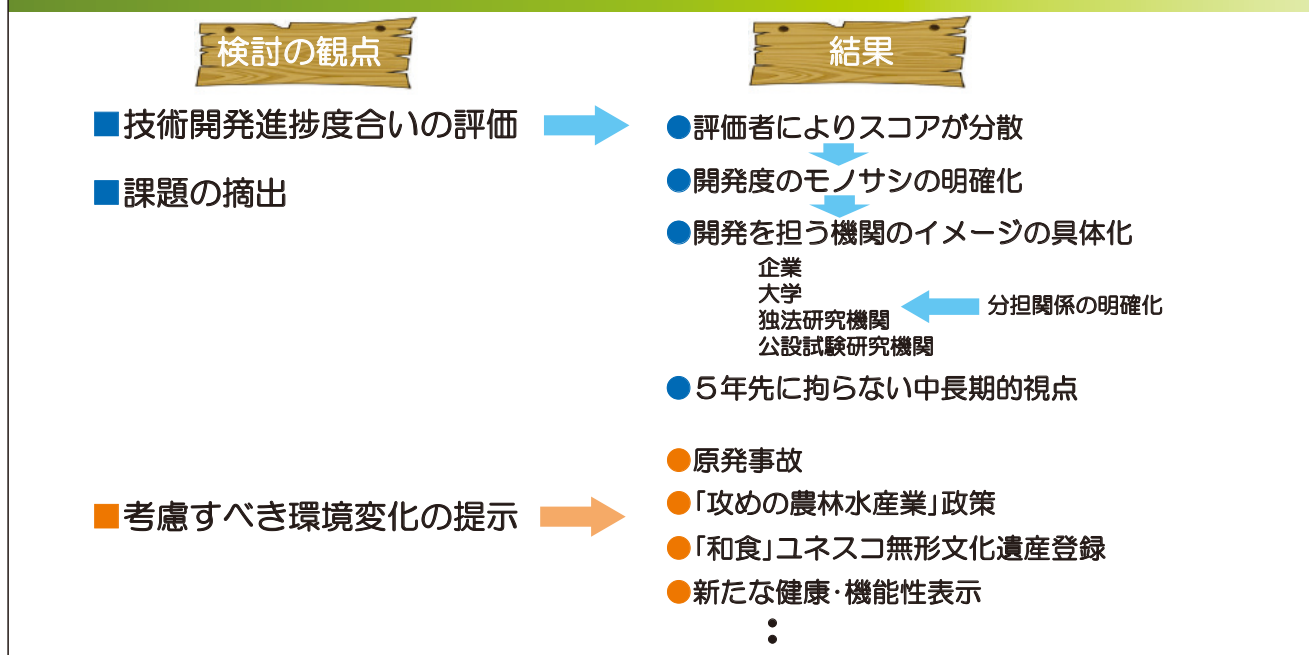 検討の観点
結果
■技術開発進捗度合いの評価
■課題の摘出
●評価者によりスコアが分散
●開発度のモノサシの明確化
●開発を担う機関のイメージの具体化
企業
大学
独法研究機関
公設試験研究機関
分担関係の明確化
●５年先に拘らない中長期的視点
■考慮すべき環境変化の提示
●原発事故
●「攻めの農林水産業」政策
●「和食」ユネスコ無形文化遺産登録
●新たな健康・機能性表示
：